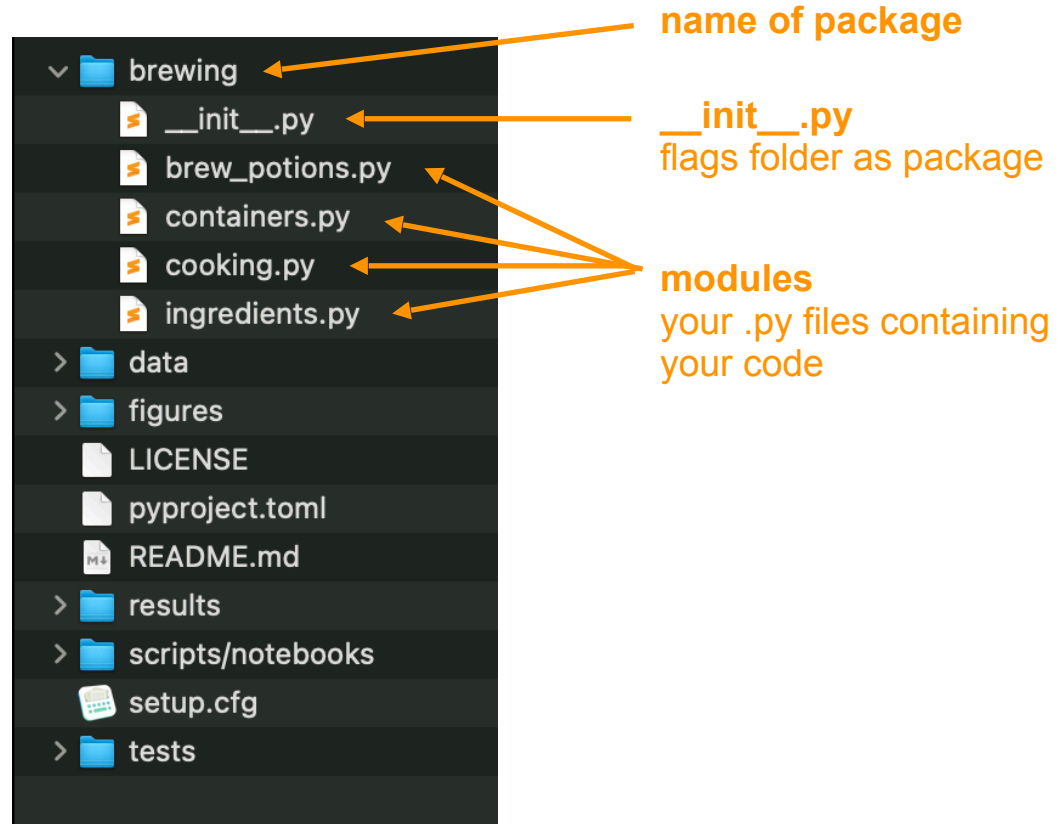 name of package
brewing
__init__.py
__init__.py
flags folder as package
brew_potions.py
containers.py
cooking.py
ingredients.py
modules
your .py files containing
your code
data
figures
LICENSE
pyproject.toml
M↓
README.md
results
scripts/notebooks
setup.cfg
tests